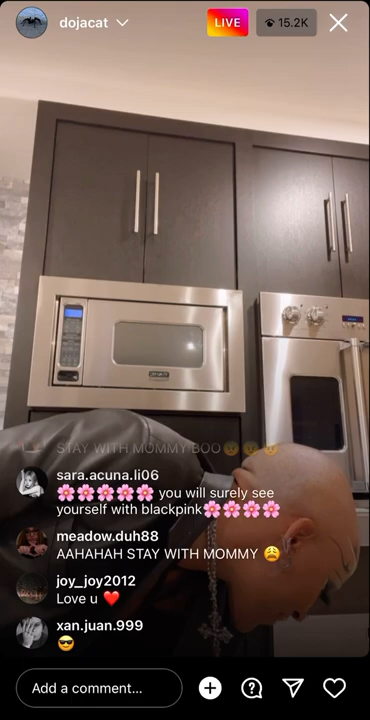 dojacat
LIVE
15.2K
STAY WITH MOMMY BOO😨😨😨
sara.acuna.li06
🌸🌸🌸🌸🌸 you will surely see
yourself with blackpink🌸🌸🌸🌸
meadow.duh88
AAHAHAH STAY WITH MOMMY 😩
joy_joy2012
Love u ❤️
xan.juan.999
😎
Add a comment...